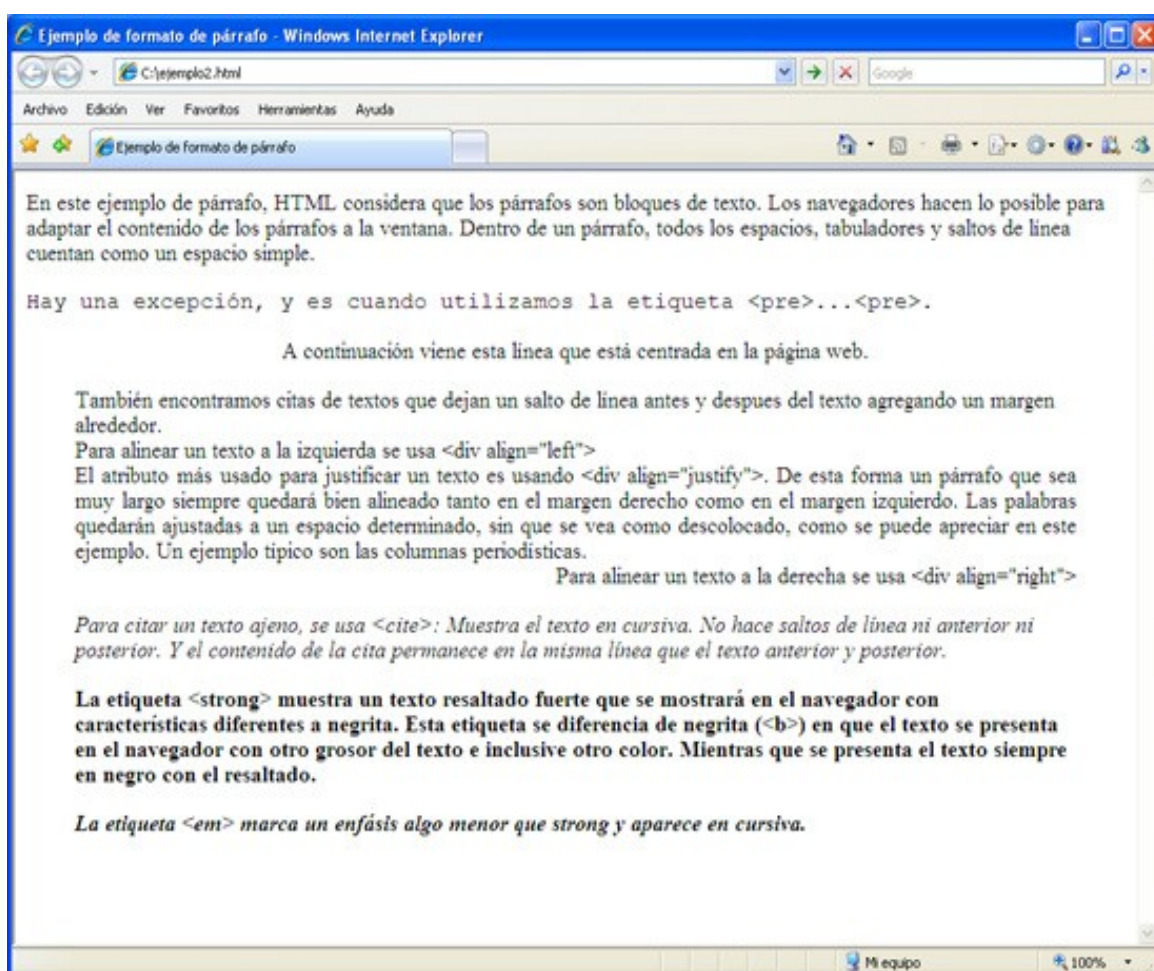 Ejemplo de formato de párrafo - Windows Internet Explorer
C:\ejemplo2.html
Google
Archivo Edición Ver Favoritos Herramientas Ayuda
Ejemplo de formato de párrafo
En este ejemplo de párrafo, HTML considera que los párrafos son bloques de texto. Los navegadores hacen lo posible para
adaptar el contenido de los párrafos a la ventana. Dentro de un párrafo, todos los espacios, tabuladores y saltos de línea
cuentan como un espacio simple.
Hay una excepción, y es cuando utilizamos la etiqueta <pre>...<pre>.
A continuación viene esta línea que está centrada en la página web.
También encontramos citas de textos que dejan un salto de línea antes y despues del texto agregando un margen
alrededor.
Para alinear un texto a la izquierda se usa <div align="left">
El atributo más usado para justificar un texto es usando <div align="justify">. De esta forma un párrafo que sea
muy largo siempre quedará bien alineado tanto en el margen derecho como en el margen izquierdo. Las palabras
quedarán ajustadas a un espacio determinado, sin que se vea como descolocado, como se puede apreciar en este
ejemplo. Un ejemplo típico son las columnas periodísticas.
Para alinear un texto a la derecha se usa <div align="right">
Para citar un texto ajeno, se usa <cite>: Muestra el texto en cursiva. No hace saltos de línea ni anterior ni
posterior. Y el contenido de la cita permanece en la misma línea que el texto anterior y posterior.
La etiqueta <strong> muestra un texto resaltado fuerte que se mostrará en el navegador con
características diferentes a negrita. Esta etiqueta se diferencia de negrita (<b>) en que el texto se presenta
en el navegador con otro grosor del texto e inclusive otro color. Mientras que se presenta el texto siempre
en negro con el resaltado.
La etiqueta <em> marca un enfásis algo menor que strong y aparece en cursiva.
Mi equipo
100%